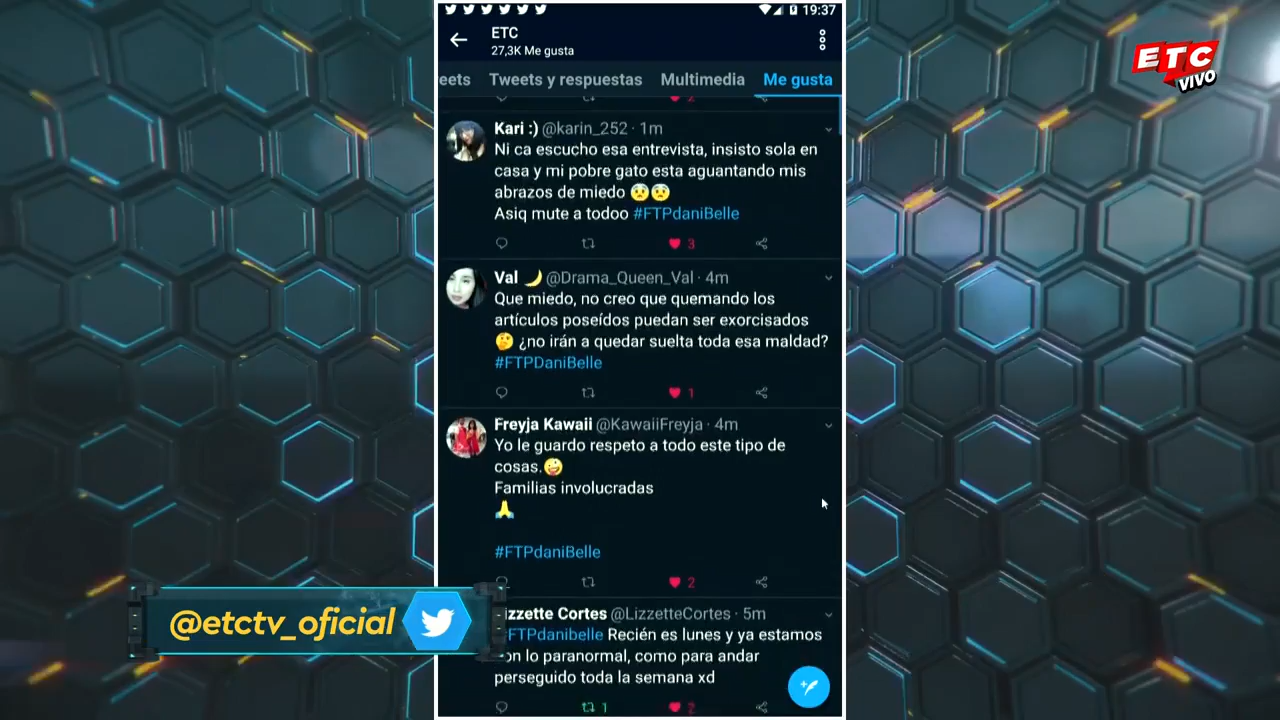 19:37
ETC
27,3K Me gusta
ETC
VIVO
eets Tweets y respuestas Multimedia Me gusta
2
Kari :) @karin_252 · 1m
Ni ca escucho esa entrevista, insisto sola en
casa y mi pobre gato esta aguantando mis
abrazos de miedo 😨😨
Asiq mute a todoo #FTPdaniBelle
3
Val 🌙 @Drama_Queen_Val · 4m
Que miedo, no creo que quemando los
artículos poseídos puedan ser exorcisados
🤔 ¿no irán a quedar suelta toda esa maldad?
#FTPDaniBelle
1
Freyja Kawaii @KawaiiFreyja · 4m
Yo le guardo respeto a todo este tipo de
cosas.🤪
Familias involucradas
🙏
#FTPdaniBelle
2
@etctv_oficial
izzette Cortes @LizzetteCortes · 5m
#FTPdanibelle Recién es lunes y ya estamos
on lo paranormal, como para andar
perseguido toda la semana xd
1 2